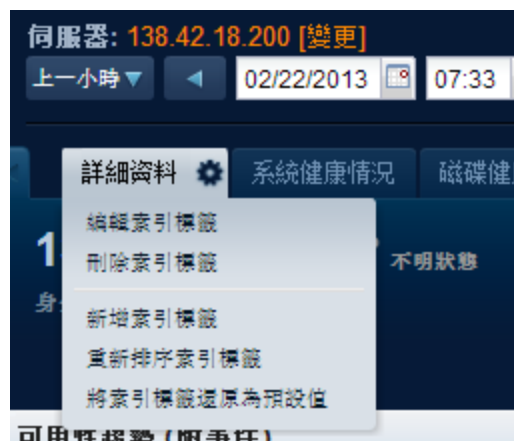 伺服器: 138.42.18.200 [變更]
上一小時▼ ◄ 02/22/2013 07:33
詳細資料 系統健康情況 磁碟健
編輯索引標籤
刪除索引標籤
不明狀態
新增索引標籤
重新排序索引標籤
將索引標籤還原為預設值